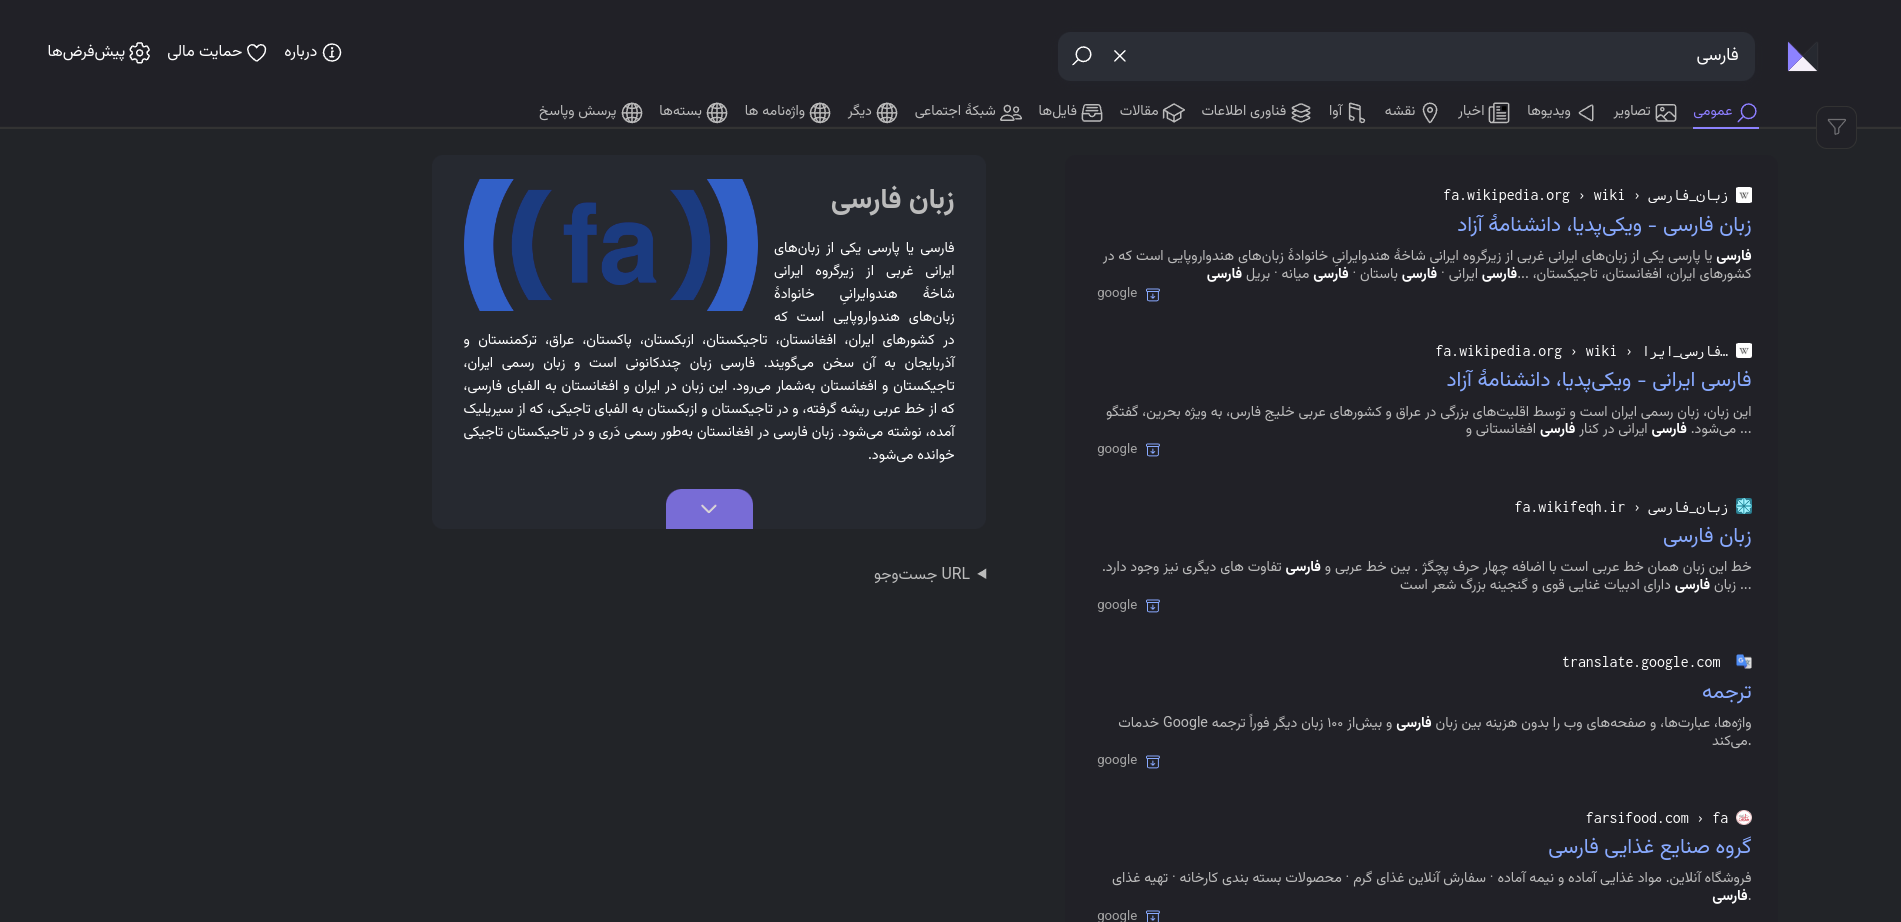 فارسی
درباره
حمایت مالی
پیش‌فرض‌ها
عمومی
تصاویر
ویدیوها
اخبار
نقشه
آوا
فناوری اطلاعات
مقالات
فایل‌ها
شبکهٔ اجتماعی
دیگر
واژه‌نامه ها
بسته‌ها
پرسش وپاسخ
fa.wikipedia.org › wiki › زبان_فارسی
زبان فارسی - ویکی‌پدیا، دانشنامهٔ آزاد
فارسی یا پارسی یکی از زبان‌های ایرانی غربی از زیرگروه ایرانی شاخهٔ هندوایرانیِ خانوادهٔ زبان‌های هندواروپایی است که در
کشورهای ایران، افغانستان، تاجیکستان، ...فارسی ایرانی · فارسی باستان · فارسی میانه · بریل فارسی
google
fa.wikipedia.org › wiki › فارسی_ایرا…
فارسی ایرانی - ویکی‌پدیا، دانشنامهٔ آزاد
این زبان، زبان رسمی ایران است و توسط اقلیت‌های بزرگی در عراق و کشورهای عربی خلیج فارس، به ویژه بحرین، گفتگو
می‌شود. فارسی ایرانی در کنار فارسی افغانستانی و ...
google
fa.wikifeqh.ir › زبان_فارسی
زبان فارسی
خط این زبان همان خط عربی است با اضافه چهار حرف پچگژ . بین خط عربی و فارسی تفاوت های دیگری نیز وجود دارد.
زبان فارسی دارای ادبیات غنایی قوی و گنجینه بزرگ شعر است ...
google
translate.google.com
ترجمه
واژه‌ها، عبارت‌ها، و صفحه‌های وب را بدون هزینه بین زبان فارسی و بیش‌از ۱۰۰ زبان دیگر فوراً ترجمه Google خدمات
می‌کند.
google
farsifood.com › fa
گروه صنایع غذایی فارسی
فروشگاه آنلاین. مواد غذایی آماده و نیمه آماده · سفارش آنلاین غذای گرم · محصولات بسته بندی کارخانه · تهیه غذای
فارسی.
google
زبان فارسی
((fa))
فارسی یا پارسی یکی از زبان‌های
ایرانی غربی از زیرگروه ایرانی
شاخهٔ هندوایرانیِ خانوادهٔ
زبان‌های هندواروپایی است که
در کشورهای ایران، افغانستان، تاجیکستان، ازبکستان، پاکستان، عراق، ترکمنستان و
آذربایجان به آن سخن می‌گویند. فارسی زبان چندکانونی است و زبان رسمی ایران،
تاجیکستان و افغانستان به‌شمار می‌رود. این زبان در ایران و افغانستان به الفبای فارسی،
که از خط عربی ریشه گرفته، و در تاجیکستان و ازبکستان به الفبای تاجیکی، که از سیریلیک
آمده، نوشته می‌شود. زبان فارسی در افغانستان به‌طور رسمی دَری و در تاجیکستان تاجیکی
خوانده می‌شود.
URL جست‌وجو